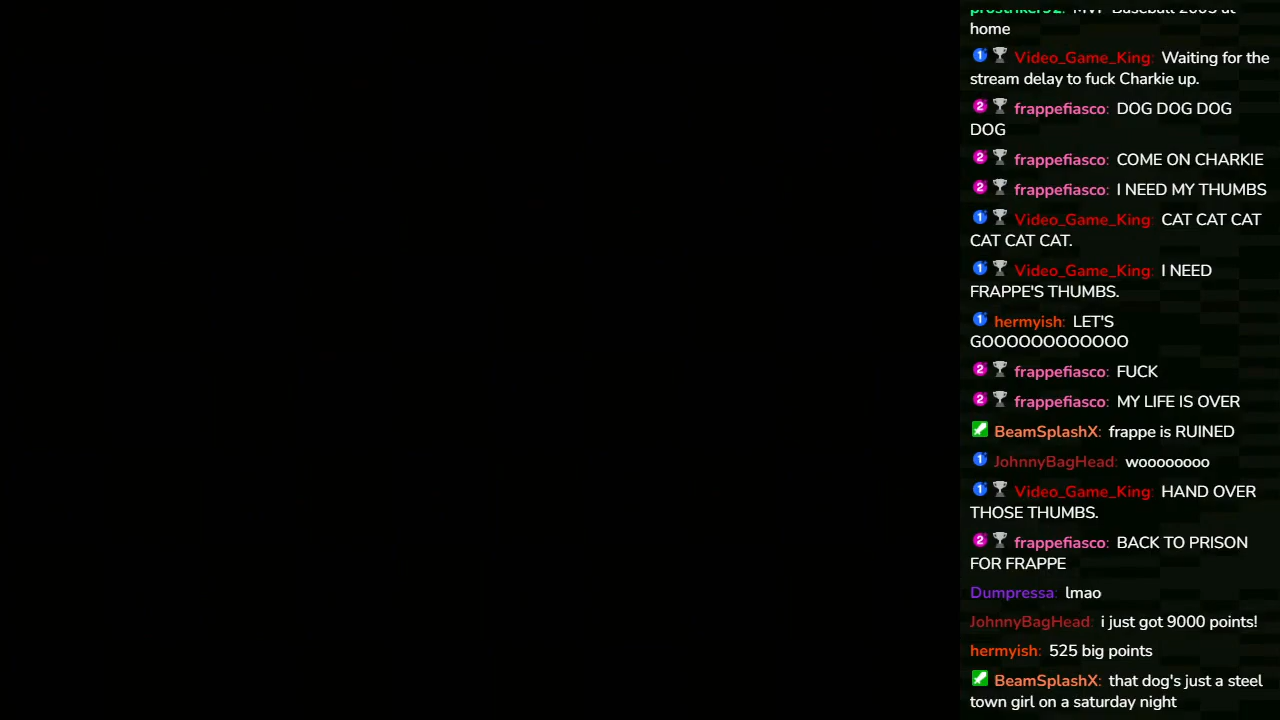 home
Video_Game_King: Waiting for the
stream delay to fuck Charkie up.
frappefiasco: DOG DOG DOG
DOG
frappefiasco: COME ON CHARKIE
frappefiasco: I NEED MY THUMBS
Video_Game_King: CAT CAT CAT
CAT CAT CAT.
Video_Game_King: I NEED
FRAPPE'S THUMBS.
hermyish: LET'S
GOOOOOOOOOOOO
frappefiasco: FUCK
frappefiasco: MY LIFE IS OVER
BeamSplashX: frappe is RUINED
JohnnyBagHead: woooooooo
Video_Game_King: HAND OVER
THOSE THUMBS.
frappefiasco: BACK TO PRISON
FOR FRAPPE
Dumpressa: lmao
JohnnyBagHead: i just got 9000 points!
hermyish: 525 big points
BeamSplashX: that dog's just a steel
town girl on a saturday night